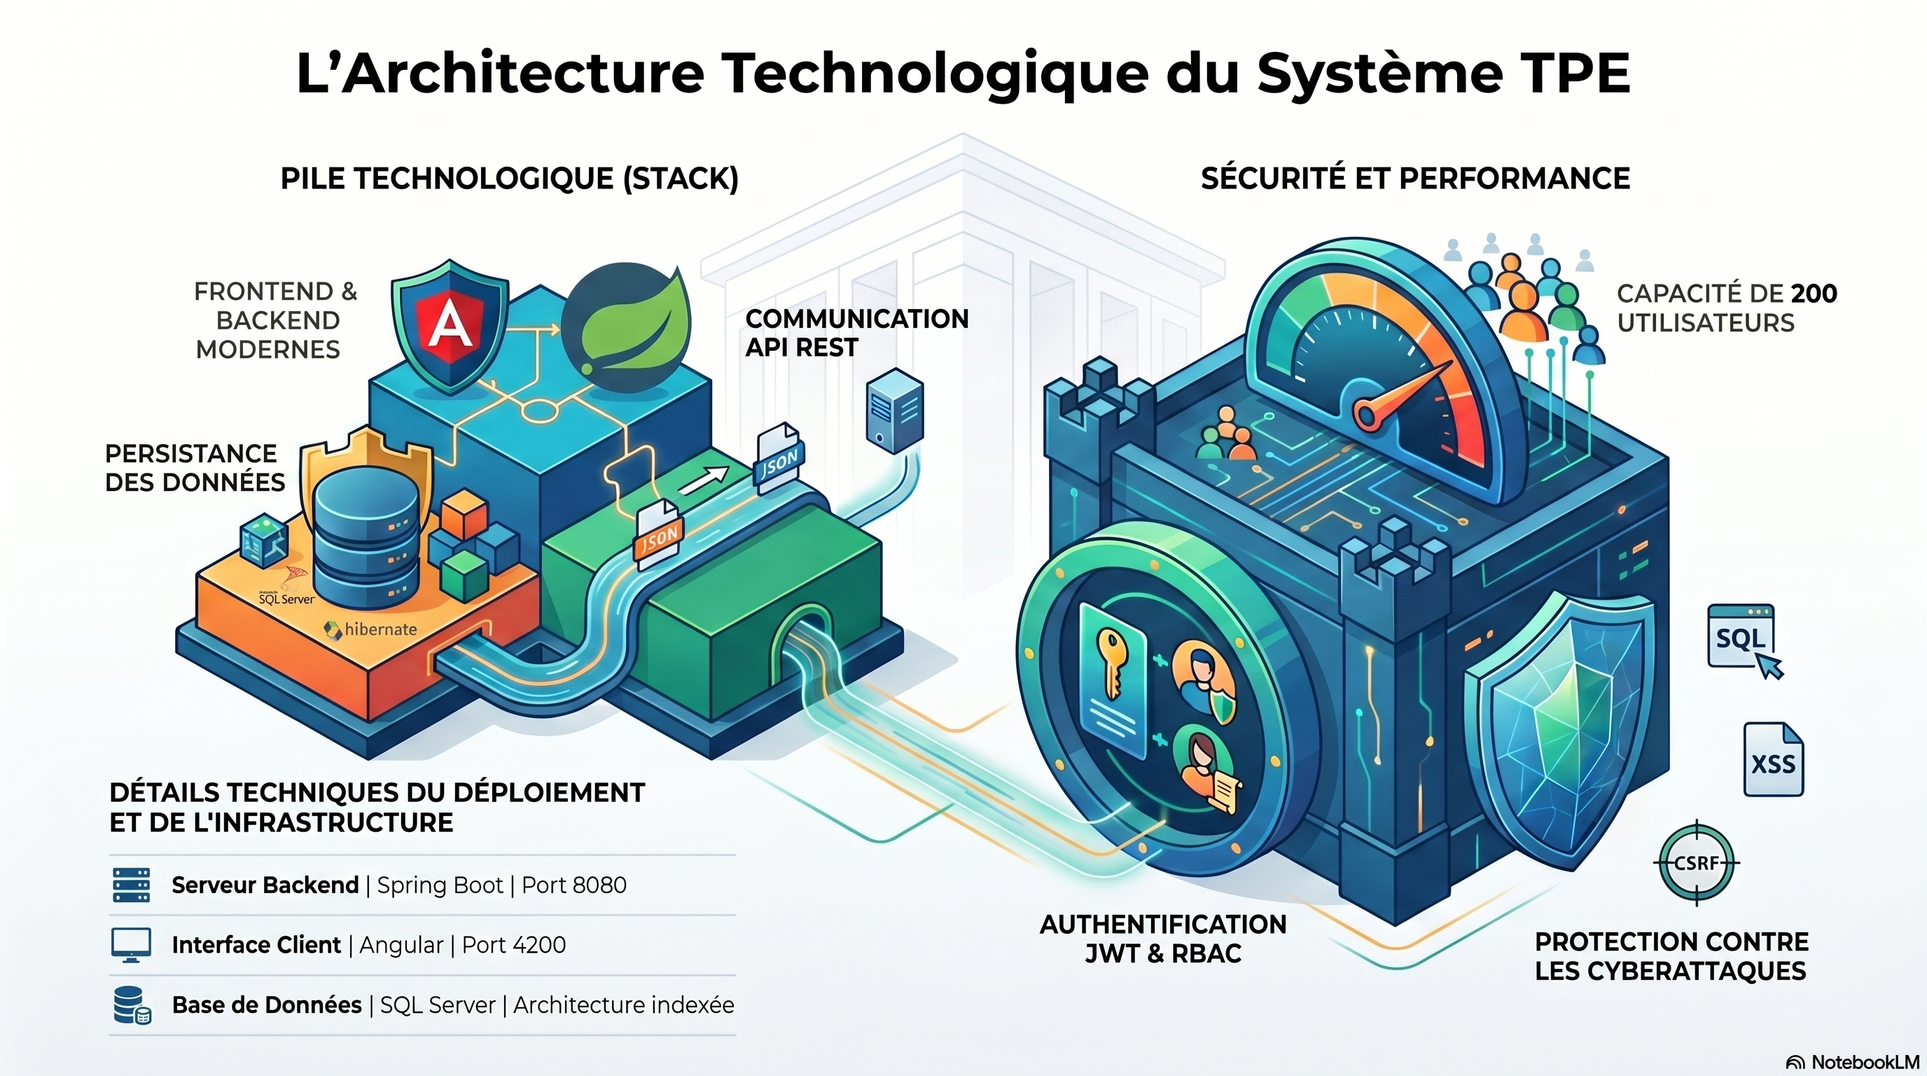 L'Architecture Technologique du Système TPE
PILE TECHNOLOGIQUE (STACK)
FRONTEND &
BACKEND
MODERNES
COMMUNICATION
API REST
PERSISTANCE
DES DONNÉES
JSON
JSON
SQL Server
hibernate
DÉTAILS TECHNIQUES DU DÉPLOIEMENT
ET DE L'INFRASTRUCTURE
Serveur Backend | Spring Boot | Port 8080
Interface Client | Angular | Port 4200
Base de Données | SQL Server | Architecture indexée
SÉCURITÉ ET PERFORMANCE
CAPACITÉ DE 200
UTILISATEURS
SQL
XSS
CSRF
AUTHENTIFICATION
JWT & RBAC
PROTECTION CONTRE
LES CYBERATTAQUES
NotebookLM